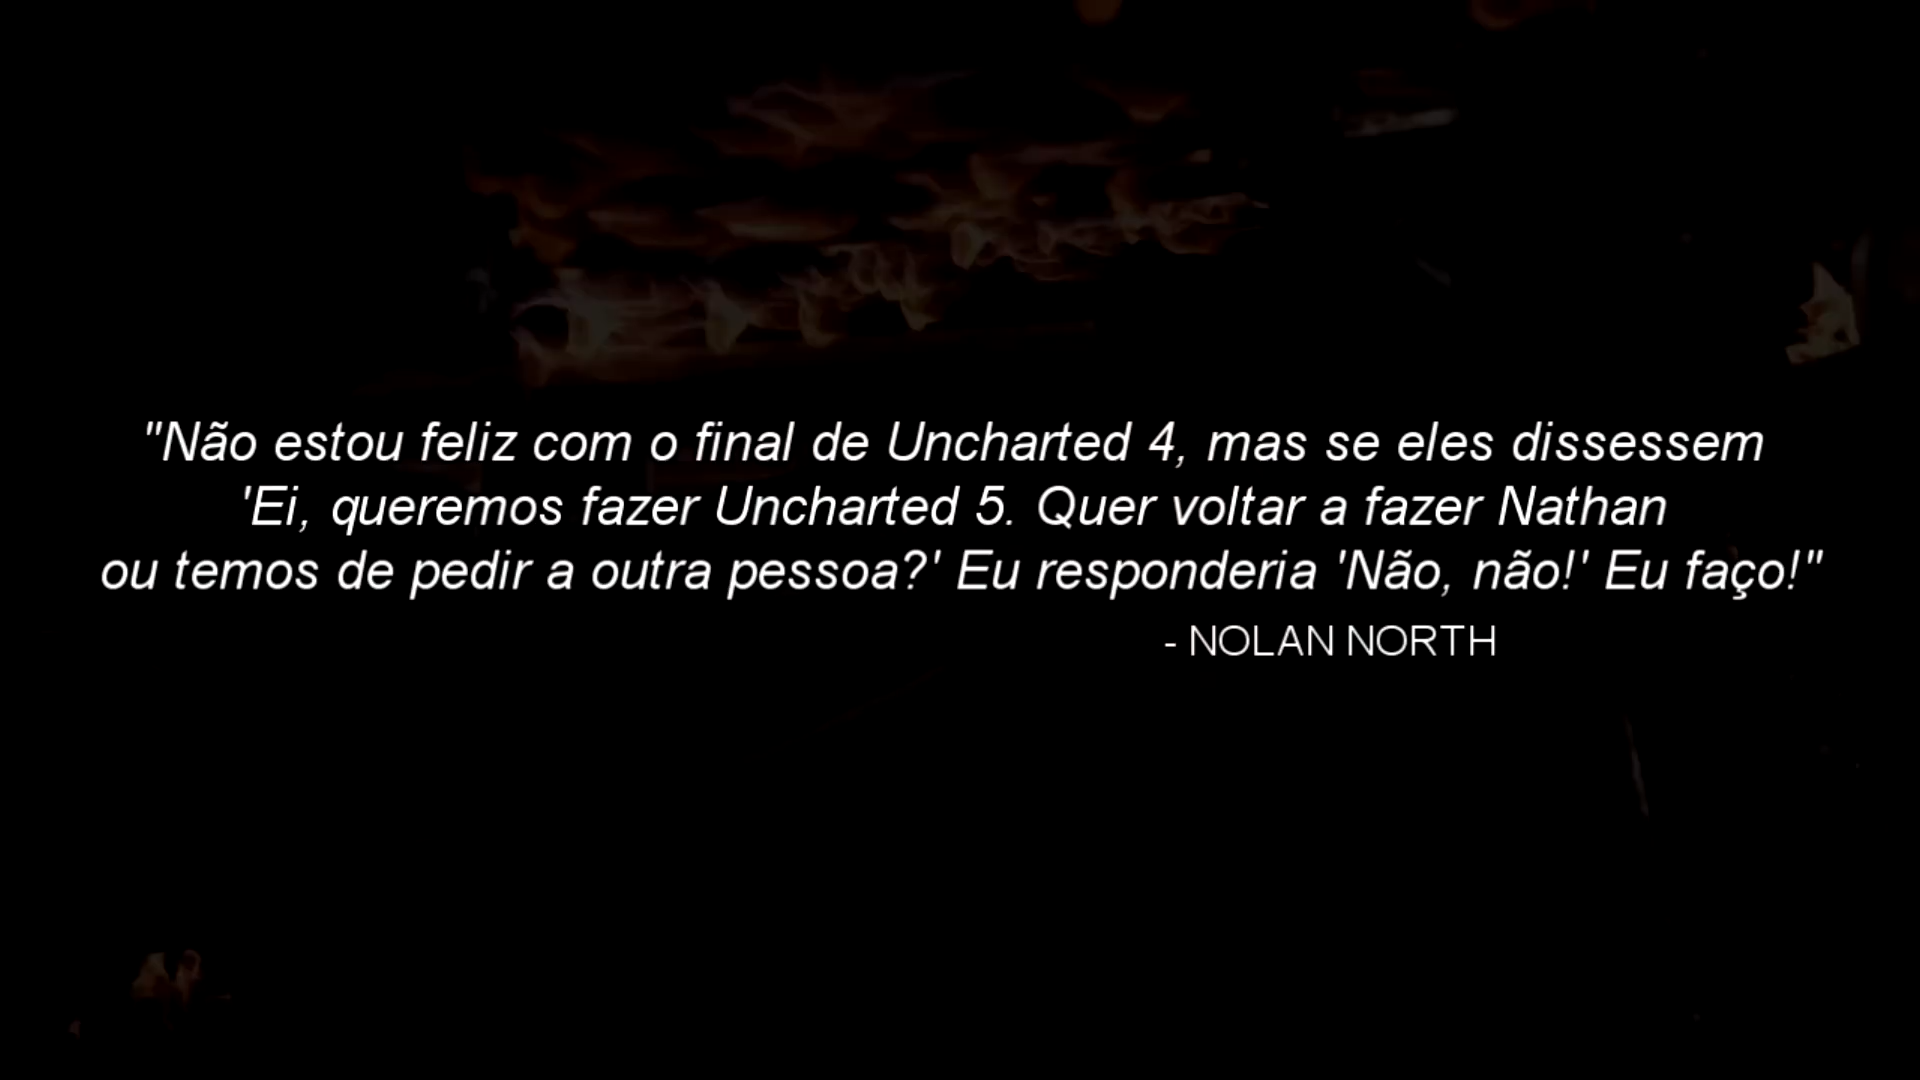 "Não estou feliz com o final de Uncharted 4, mas se eles dissessem
'Ei, queremos fazer Uncharted 5. Quer voltar a fazer Nathan
ou temos de pedir a outra pessoa?' Eu responderia 'Não, não!' Eu faço!"
- NOLAN NORTH